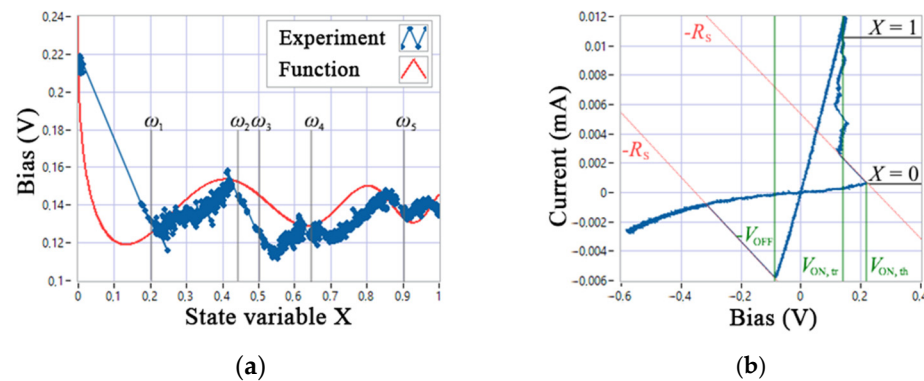 0.24
0.22
0.20
0.18
0.16
0.14
0.12
0.1
Bias (V)
Experiment
Function
ω1
ω2
ω3
ω4
ω5
0 0.1 0.2 0.3 0.4 0.5 0.6 0.7 0.8 0.9 1
State variable X
(a)
0.012
0.010
0.008
0.006
0.004
0.002
0
-0.002
-0.004
-0.006
Current (mA)
-RS
X = 1
-RS
X = 0
-VOFF
VON, tr
VON, th
-0.6 -0.4 -0.2 0 0.2 0.4
Bias (V)
(b)